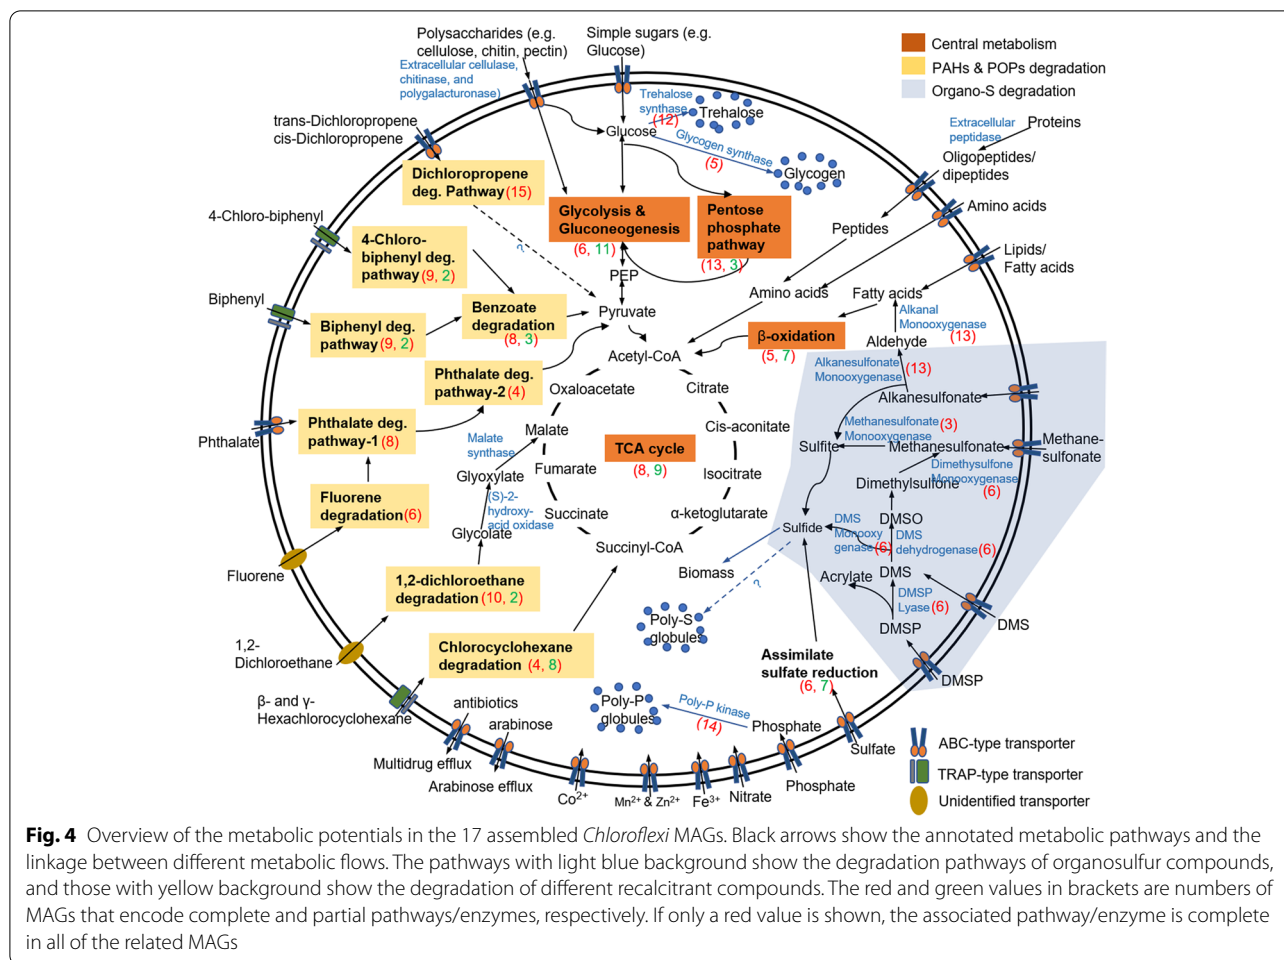 Polysaccharides (e.g.
cellulose, chitin, pectin)
Extracellular cellulase,
chitinase, and
polygalacturonase)
Simple sugars (e.g.
Glucose)
Central metabolism
PAHs & POPs degradation
Organo-S degradation
trans-Dichloropropene
cis-Dichloropropene
Glucose
Trehalose
synthase
(12)
Trehalose
Glycogen synthase
(5)
Glycogen
Extracellular
peptidase
Proteins
Oligopeptides/
dipeptides
Amino acids
Lipids/
Fatty acids
Dichloropropene
deg. Pathway (15)
?
Glycolysis &
Gluconeogenesis
(6, 11)
Pentose
phosphate
pathway
(13, 3)
Peptides
Amino acids
Fatty acids
4-Chloro-biphenyl
4-Chloro-
biphenyl deg.
pathway (9, 2)
PEP
Pyruvate
Biphenyl
Biphenyl deg.
pathway (9, 2)
Benzoate
degradation
(8, 3)
Alkanal
Monooxygenase
(13)
Aldehyde
β-oxidation
(5, 7)
Acetyl-CoA
Alkanesulfonate
Monooxygenase
(13)
Alkanesulfonate
Phthalate deg.
pathway-2 (4)
Oxaloacetate
Citrate
Malate
Cis-aconitate
Phthalate
Phthalate deg.
pathway-1 (8)
Malate
synthase
TCA cycle
(8, 9)
Methanesulfonate (3)
Monooxygenase
Sulfite
Methanesulfonate
Methane-
sulfonate
Fumarate
Isocitrate
Glyoxylate
Dimethylsulfone
Monooxygenase
(6)
Dimethylsulfone
Fluorene
degradation (6)
(S)-2-
hydroxy-
acid oxidase
Succinate
α-ketoglutarate
Glycolate
Succinyl-CoA
Sulfide
DMS
Monooxy
genase (6)
DMSO
DMS
dehydrogenase (6)
Fluorene
1,2-dichloroethane
degradation
(10, 2)
Biomass
?
Acrylate
DMS
DMSP
Lyase (6)
DMSP
DMS
DMSP
1,2-
Dichloroethane
Chlorocyclohexane
degradation (4, 8)
Poly-S
globules
Assimilate
sulfate reduction
(6, 7)
β- and γ-
Hexachlorocyclohexane
antibiotics
arabinose
Multidrug efflux
Arabinose efflux
Poly-P
globules
Poly-P kinase
(14)
Phosphate
Sulfate
Phosphate
Co2+
Mn2+ & Zn2+
Fe3+
Nitrate
ABC-type transporter
TRAP-type transporter
Unidentified transporter
Fig. 4 Overview of the metabolic potentials in the 17 assembled Chloroflexi MAGs. Black arrows show the annotated metabolic pathways and the
linkage between different metabolic flows. The pathways with light blue background show the degradation pathways of organosulfur compounds,
and those with yellow background show the degradation of different recalcitrant compounds. The red and green values in brackets are numbers of
MAGs that encode complete and partial pathways/enzymes, respectively. If only a red value is shown, the associated pathway/enzyme is complete
in all of the related MAGs